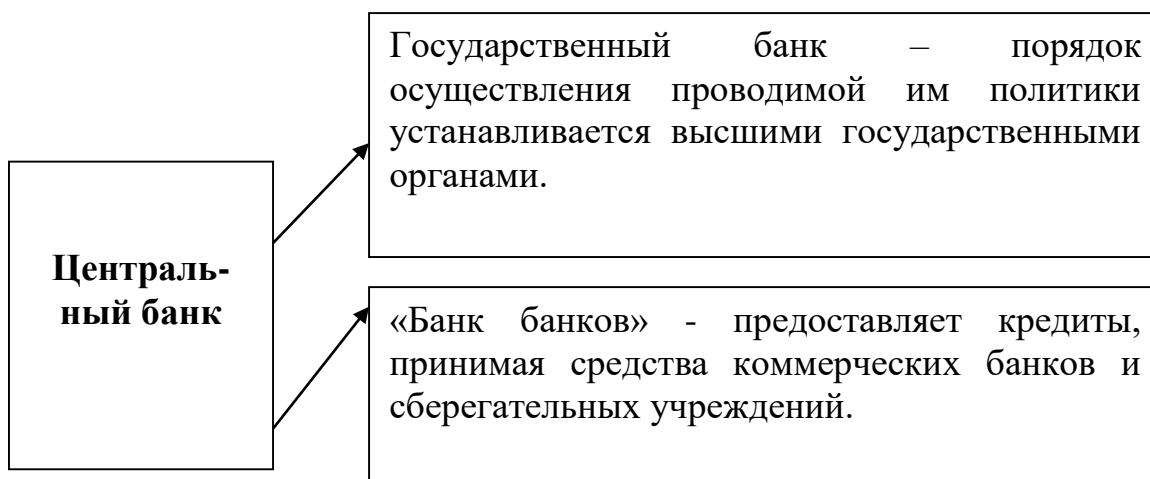 Государственный банк – порядок
осуществления проводимой им политики
устанавливается высшими государственными
органами.
Централь-
ный банк
«Банк банков» - предоставляет кредиты,
принимая средства коммерческих банков и
сберегательных учреждений.